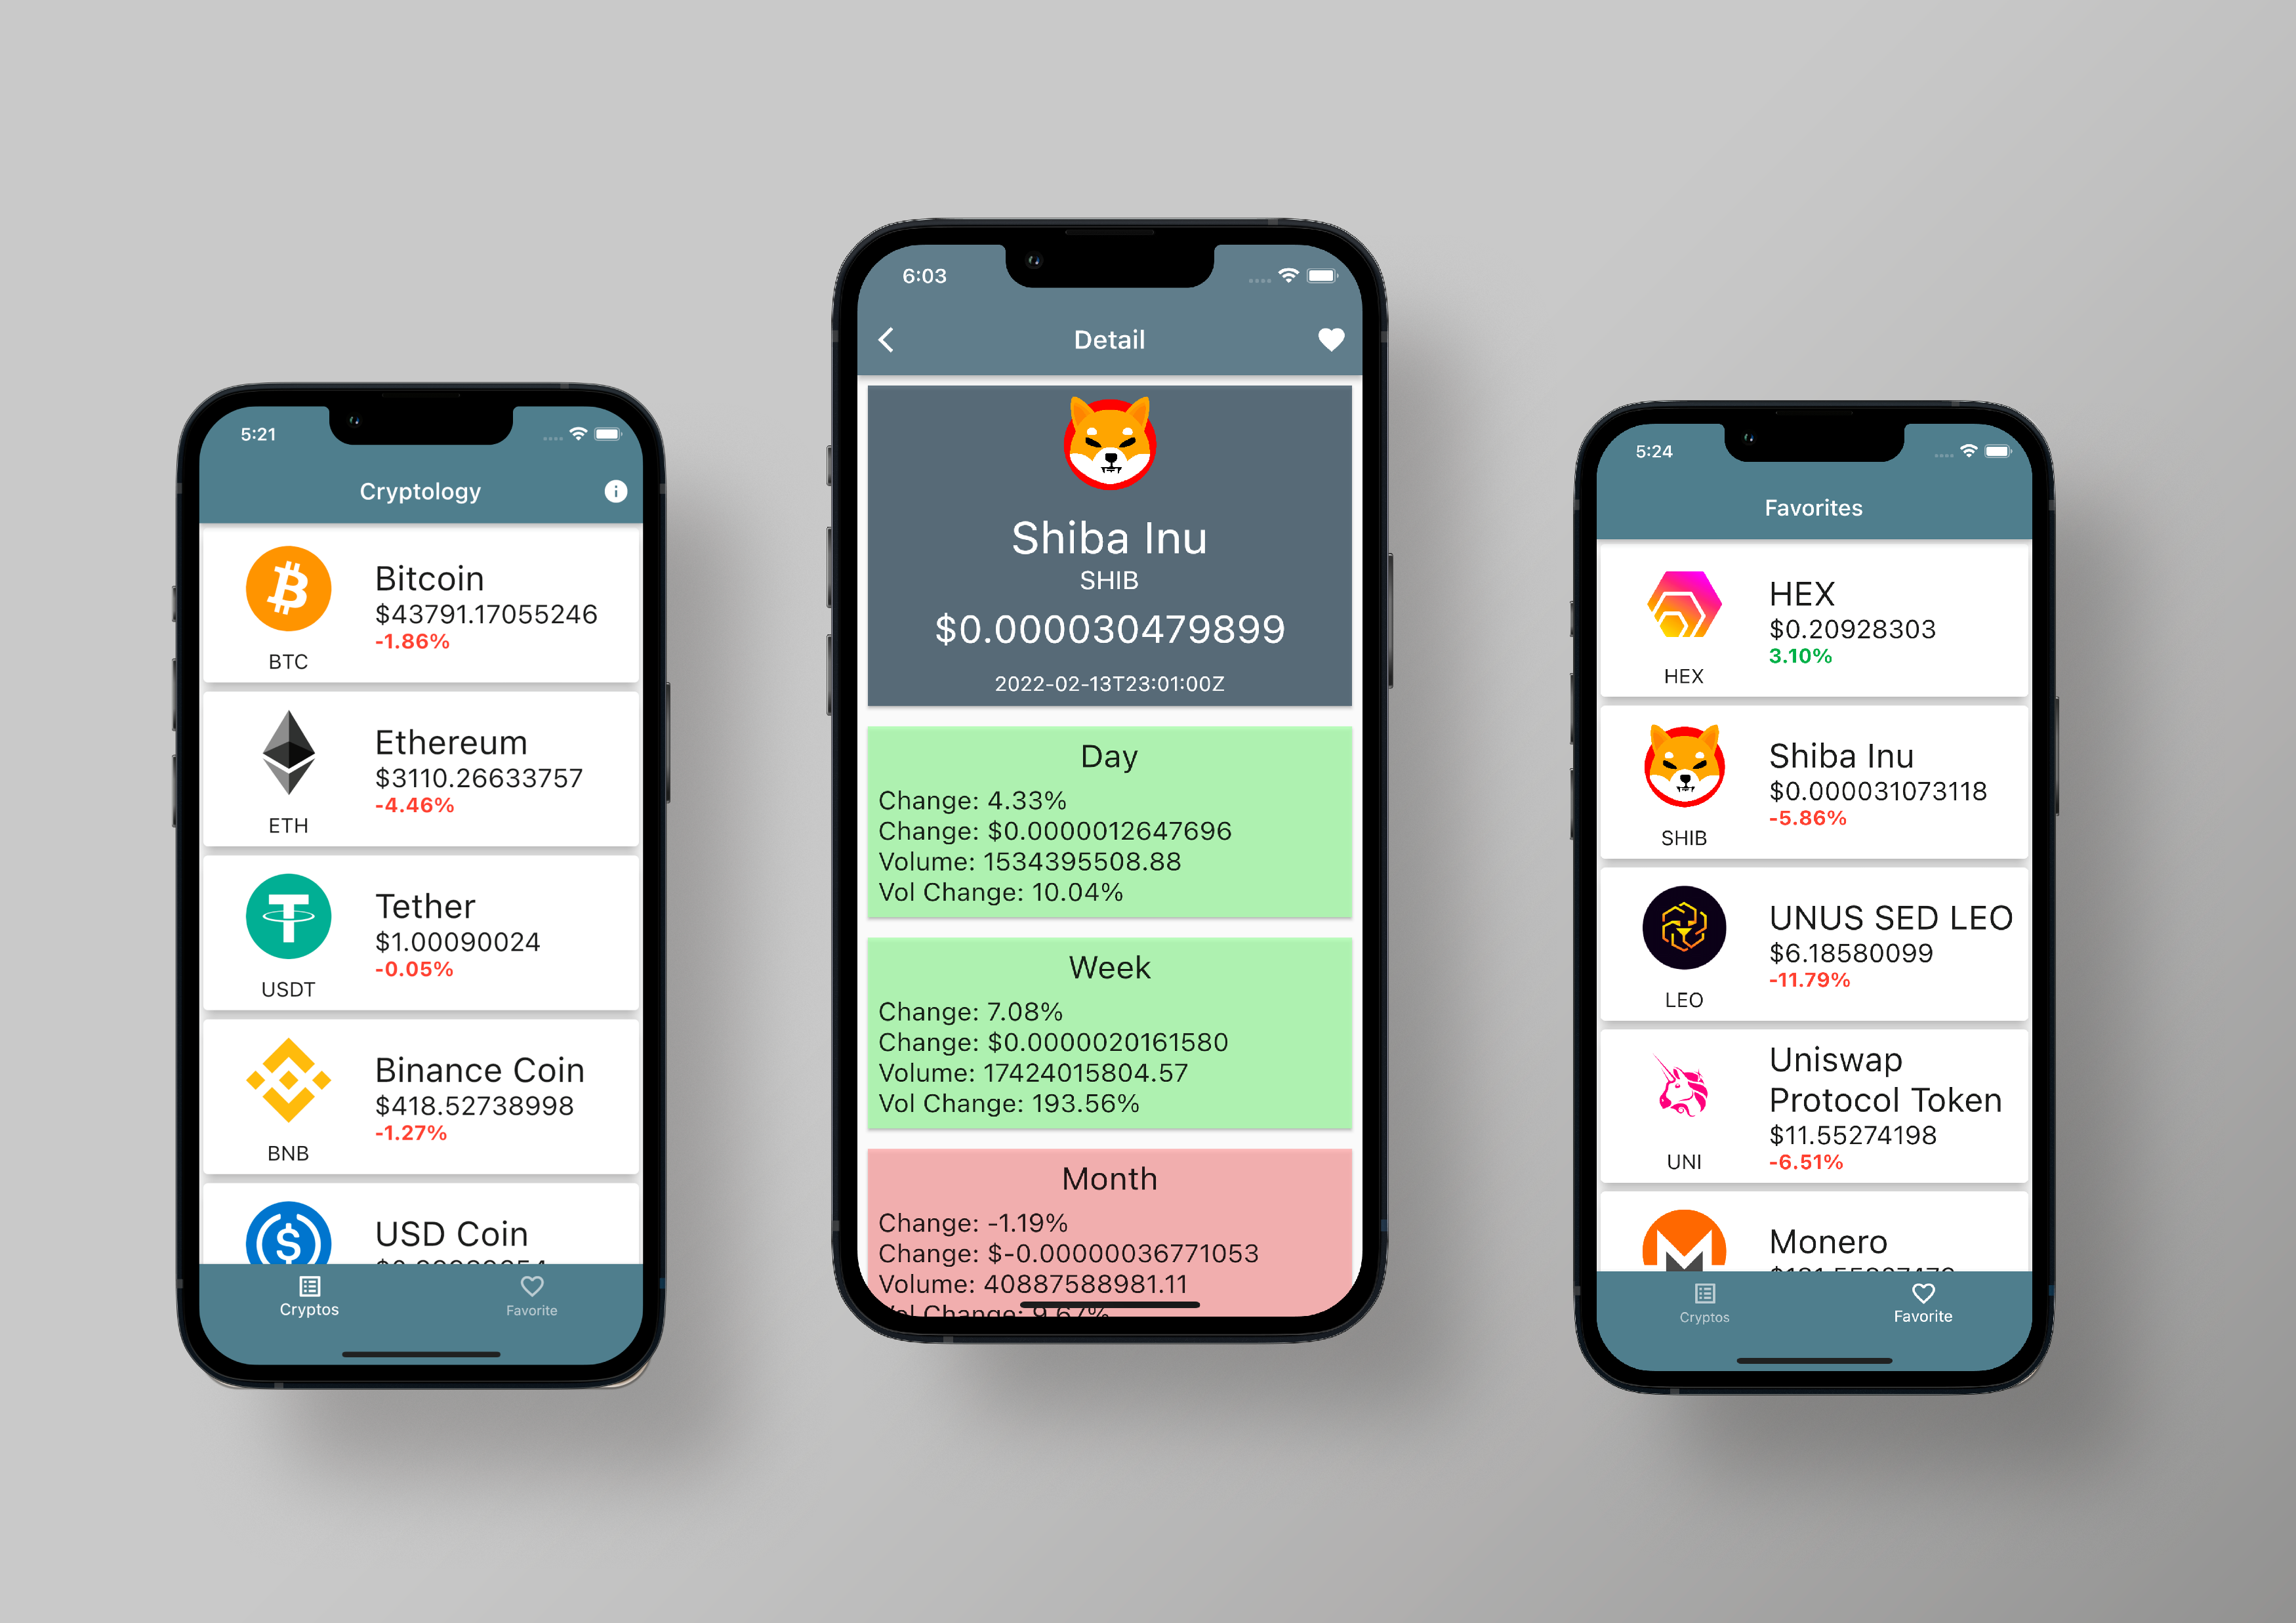 5:21
Cryptology
Bitcoin
$43791.17055246
-1.86%
BTC
Ethereum
$3110.26633757
-4.46%
ETH
Tether
$1.00090024
-0.05%
USDT
Binance Coin
$418.52738998
-1.27%
BNB
USD Coin
Cryptos
Favorite
6:03
Detail
Shiba Inu
SHIB
$0.000030479899
2022-02-13T23:01:00Z
Day
Change: 4.33%
Change: $0.0000012647696
Volume: 1534395508.88
Vol Change: 10.04%
Week
Change: 7.08%
Change: $0.0000020161580
Volume: 17424015804.57
Vol Change: 193.56%
Month
Change: -1.19%
Change: $-0.00000036771053
Volume: 40887588981.11
Vol Change: 9.67%
5:24
Favorites
HEX
$0.20928303
3.10%
HEX
Shiba Inu
$0.000031073118
-5.86%
SHIB
UNUS SED LEO
$6.18580099
-11.79%
LEO
Uniswap
Protocol Token
$11.55274198
-6.51%
UNI
Monero
Cryptos
Favorite